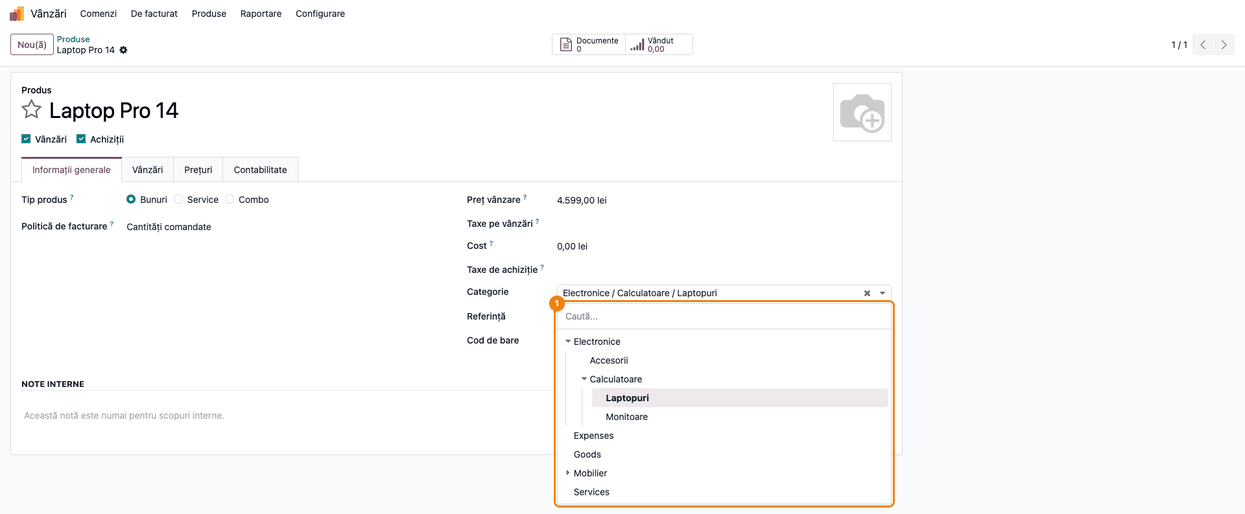 Vânzări Comenzi De facturat Produse Raportare Configurare
Nou(ă) Produse
Laptop Pro 14
Documente
0
Vândut
0,00
1 / 1
Produs
Laptop Pro 14
Vânzări Achiziții
Informații generale Vânzări Prețuri Contabilitate
Tip produs ? Bunuri Service Combo
Politică de facturare ? Cantități comandate
Preț vânzare ? 4.599,00 lei
Taxe pe vânzări ?
Cost ? 0,00 lei
Taxe de achiziție ?
Categorie Electronice / Calculatoare / Laptopuri
1
Referință
Cod de bare
Caută...
Electronice
Accesorii
Calculatoare
Laptopuri
Monitoare
Expenses
Goods
Mobilier
Services
NOTE INTERNE
Această notă este numai pentru scopuri interne.